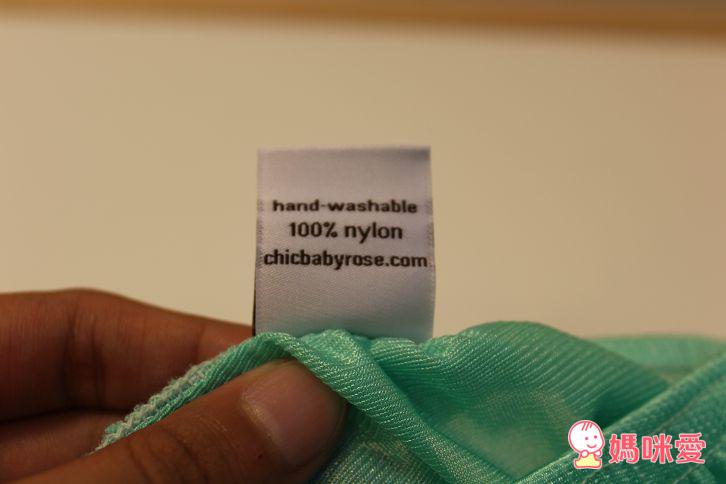 hand-washable
100% nylon
chicbabyrose.com
媽咪愛